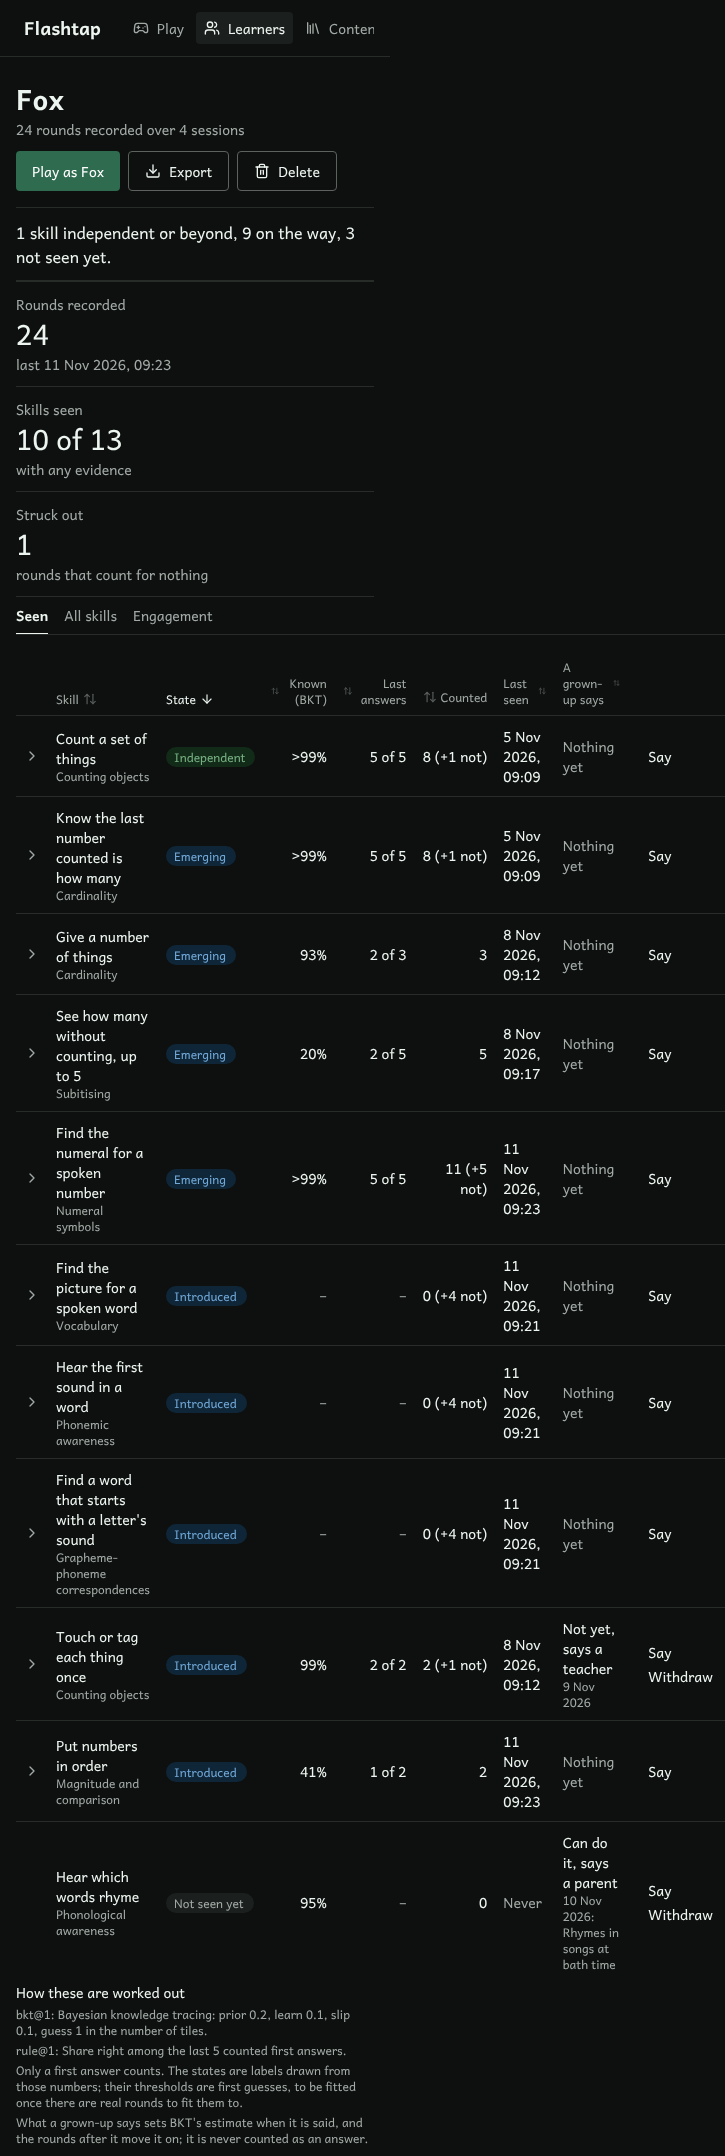 Flashtap Play Learners Conten
Fox
24 rounds recorded over 4 sessions
Play as Fox Export Delete
1 skill independent or beyond, 9 on the way, 3
not seen yet.
Rounds recorded
24
last 11 Nov 2026, 09:23
Skills seen
10 of 13
with any evidence
Struck out
1
rounds that count for nothing
Seen All skills Engagement
Skill State Known (BKT) Last answers Counted Last seen A grown-up says
Count a set of
things
Counting objects
Independent >99% 5 of 5 8 (+1 not)
5 Nov
2026,
09:09
Nothing
yet
Say
Know the last
number
counted is
how many
Cardinality
Emerging >99% 5 of 5 8 (+1 not)
5 Nov
2026,
09:09
Nothing
yet
Say
Give a number
of things
Cardinality
Emerging 93% 2 of 3 3
8 Nov
2026,
09:12
Nothing
yet
Say
See how many
without
counting, up
to 5
Subitising
Emerging 20% 2 of 5 5
8 Nov
2026,
09:17
Nothing
yet
Say
Find the
numeral for a
spoken
number
Numeral
symbols
Emerging >99% 5 of 5
11 (+5
not)
11
Nov
2026,
09:23
Nothing
yet
Say
Find the
picture for a
spoken word
Vocabulary
Introduced – – 0 (+4 not)
11
Nov
2026,
09:21
Nothing
yet
Say
Hear the first
sound in a
word
Phonemic
awareness
Introduced – – 0 (+4 not)
11
Nov
2026,
09:21
Nothing
yet
Say
Find a word
that starts
with a letter's
sound
Grapheme-
phoneme
correspondences
Introduced – – 0 (+4 not)
11
Nov
2026,
09:21
Nothing
yet
Say
Touch or tag
each thing
once
Counting objects
Introduced 99% 2 of 2 2 (+1 not)
8 Nov
2026,
09:12
Not yet,
says a
teacher
9 Nov
2026
Say
Withdraw
Put numbers
in order
Magnitude and
comparison
Introduced 41% 1 of 2 2
11
Nov
2026,
09:23
Nothing
yet
Say
Hear which
words rhyme
Phonological
awareness
Not seen yet 95% – 0 Never
Can do
it, says
a parent
10 Nov
2026:
Rhymes in
songs at
bath time
Say
Withdraw
How these are worked out
bkt@1: Bayesian knowledge tracing: prior 0.2, learn 0.1, slip
0.1, guess 1 in the number of tiles.
rule@1: Share right among the last 5 counted first answers.
Only a first answer counts. The states are labels drawn from
those numbers; their thresholds are first guesses, to be fitted
once there are real rounds to fit them to.
What a grown-up says sets BKT's estimate when it is said, and
the rounds after it move it on; it is never counted as an answer.